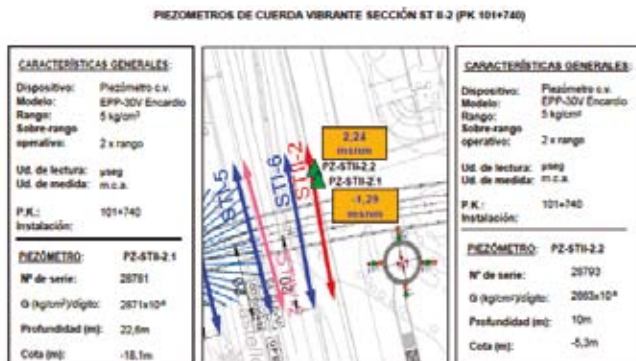 PIEZOMETROS DE CUERDA VIBRANTE SECCIÓN ST II-2 (PK 101+740)
CARACTERÍSTICAS GENERALES:
Dispositivo: Piezómetro c.v.
Modelo: EPP-30V Encardio
Rango: 5 kg/cm²
Sobre-rango
operativo: 2 x rango
Ud. de lectura: µseg
Ud. de medida: m.c.a.
P.K.: 101+740
Instalación:
PIEZÓMETRO: PZ-STII-2.1
Nº de serie: 28781
G (kg/cm²)/dígito: 2871x10
Profundidad (m): 22,6m
Cota (m): -18,1m
STI-5
STI-6
STII-2
2,24
msnm
PZ-STII-2.2
PZ-STII-2.1
-1,29
msnm
20
CARACTERÍSTICAS GENERALES:
Dispositivo: Piezómetro c.v.
Modelo: EPP-30V Encardio
Rango: 5 kg/cm²
Sobre-rango
operativo: 2 x rango
Ud. de lectura: µseg
Ud. de medida: m.c.a.
P.K.: 101+740
Instalación:
PIEZÓMETRO: PZ-STII-2.2
Nº de serie: 28793
G (kg/cm²)/dígito:
Profundidad (m): 10m
Cota (m): -5,3m